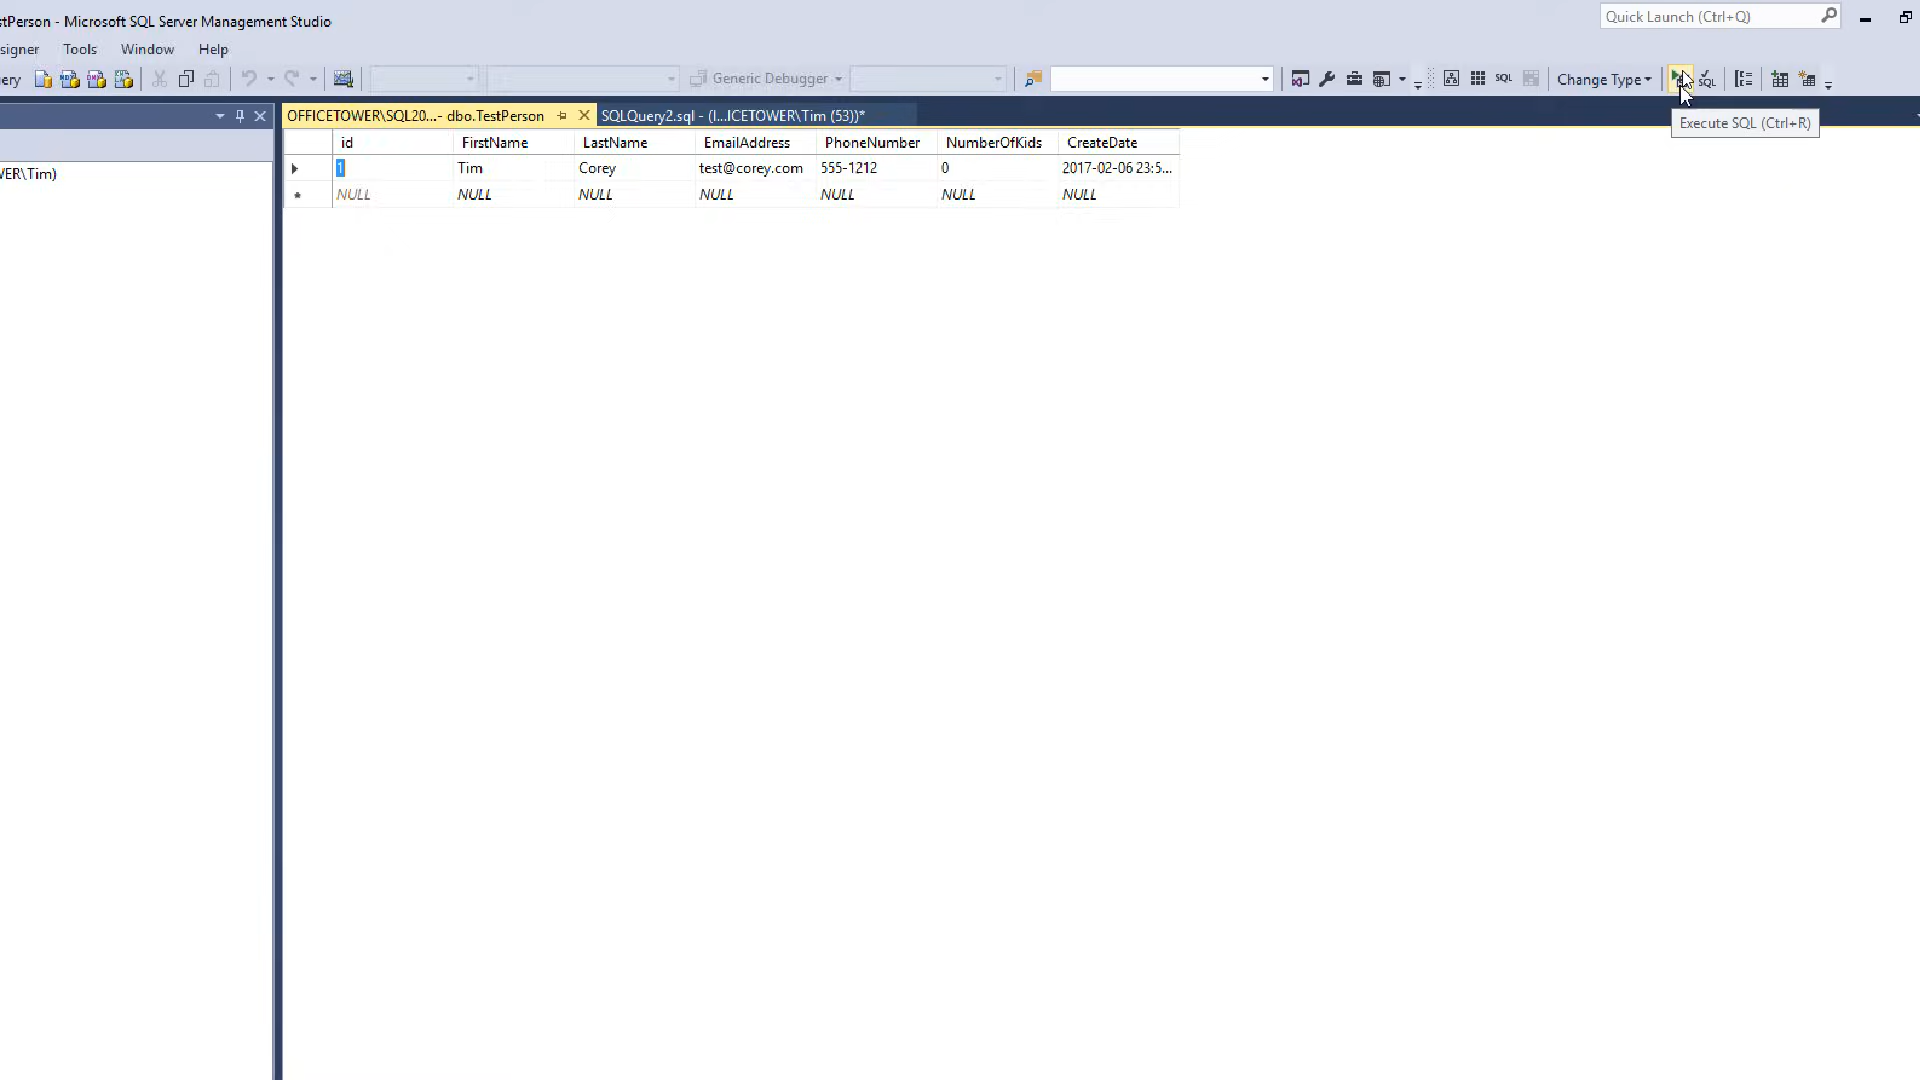 stPerson - Microsoft SQL Server Management Studio
Quick Launch (Ctrl+Q)
signer Tools Window Help
ery Generic Debugger SQL Change Type SQL
Execute SQL (Ctrl+R)
OFFICETOWER\SQL20...- dbo.TestPerson SQLQuery2.sql - (l...ICETOWER\Tim (53))*
id FirstName LastName EmailAddress PhoneNumber NumberOfKids CreateDate
1 Tim Corey test@corey.com 555-1212 0 2017-02-06 23:5...
NULL NULL NULL NULL NULL NULL NULL
VER\Tim)